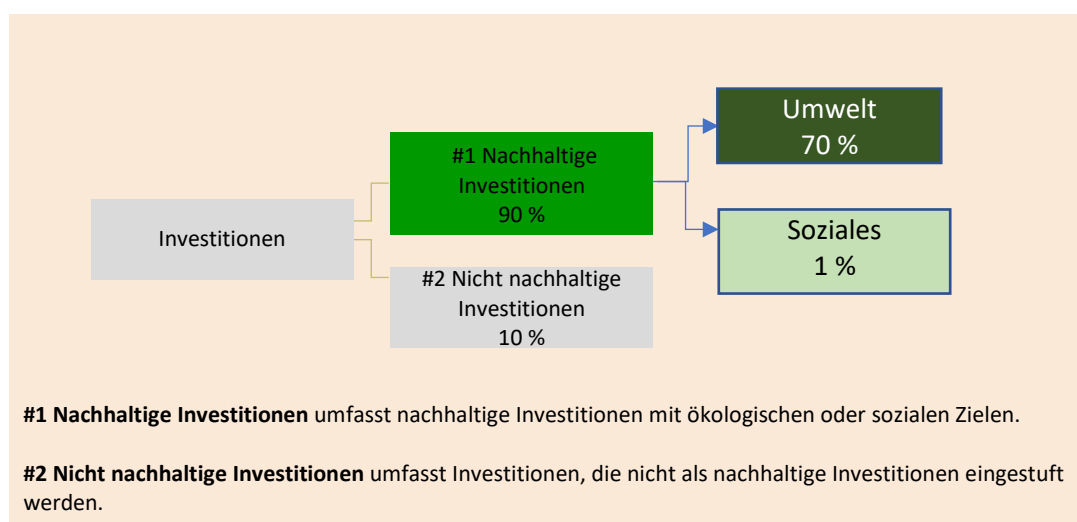 Umwelt
70 %
#1 Nachhaltige
Investitionen
90 %
Investitionen
Soziales
1 %
#2 Nicht nachhaltige
Investitionen
10 %
#1 Nachhaltige Investitionen umfasst nachhaltige Investitionen mit ökologischen oder sozialen Zielen.
#2 Nicht nachhaltige Investitionen umfasst Investitionen, die nicht als nachhaltige Investitionen eingestuft
werden.